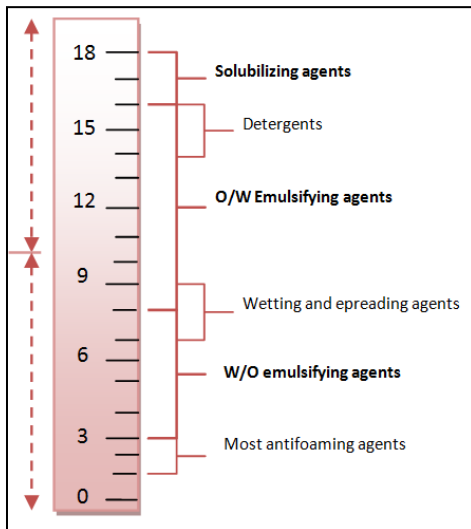 18
Solubilizing agents
Detergents
15
O/W Emulsifying agents
12
9
Wetting and epreading agents
6
W/O emulsifying agents
3
Most antifoaming agents
0